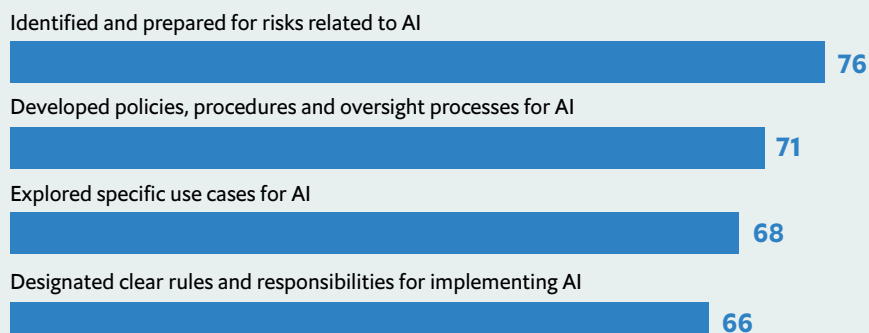 Identified and prepared for risks related to AI
76
Developed policies, procedures and oversight processes for AI
71
Explored specific use cases for AI
68
Designated clear rules and responsibilities for implementing AI
66